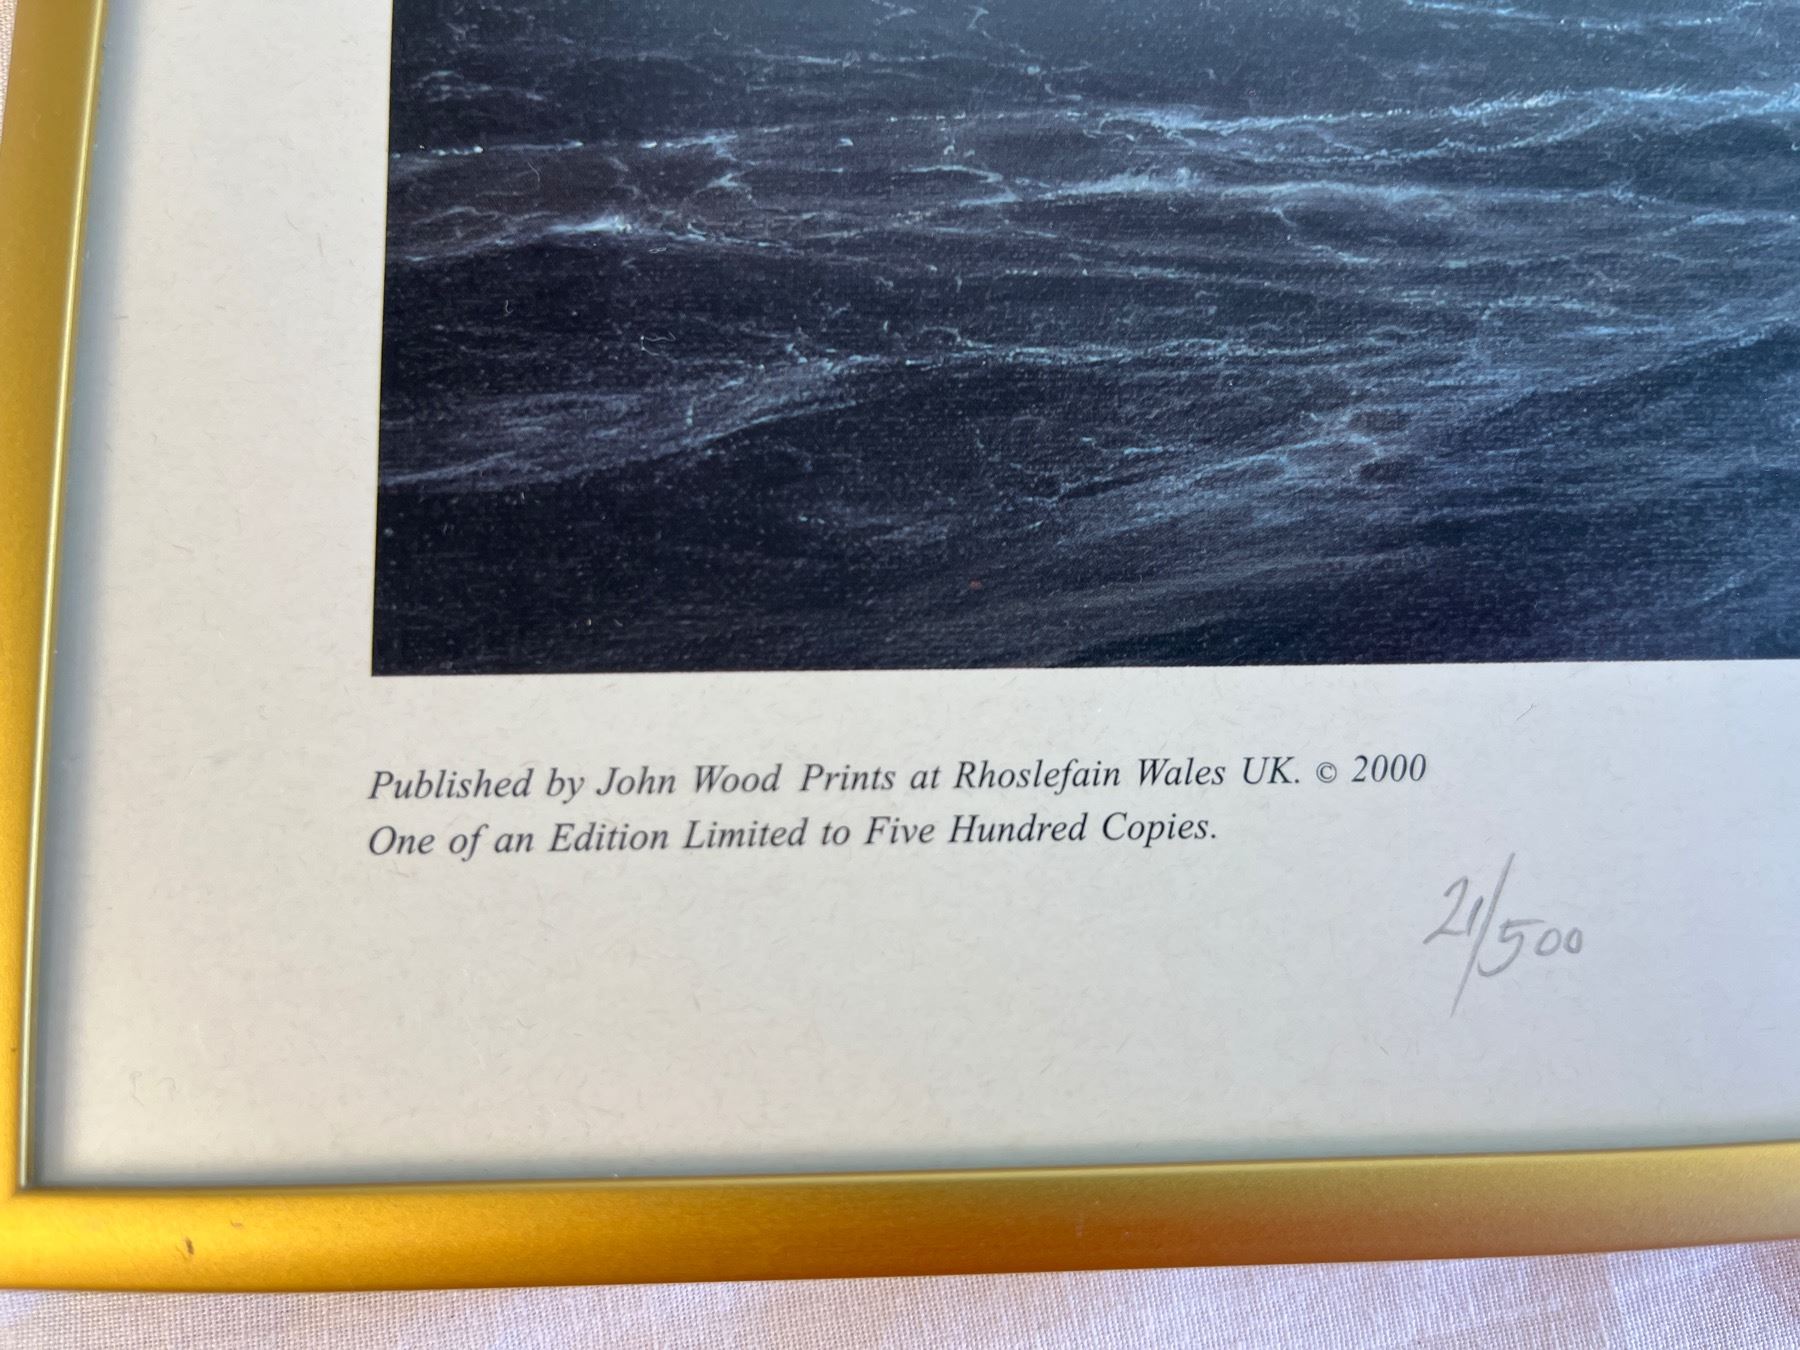 Published by John Wood Prints at Rhoslefain Wales UK. © 2000
One of an Edition Limited to Five Hundred Copies.
21/500